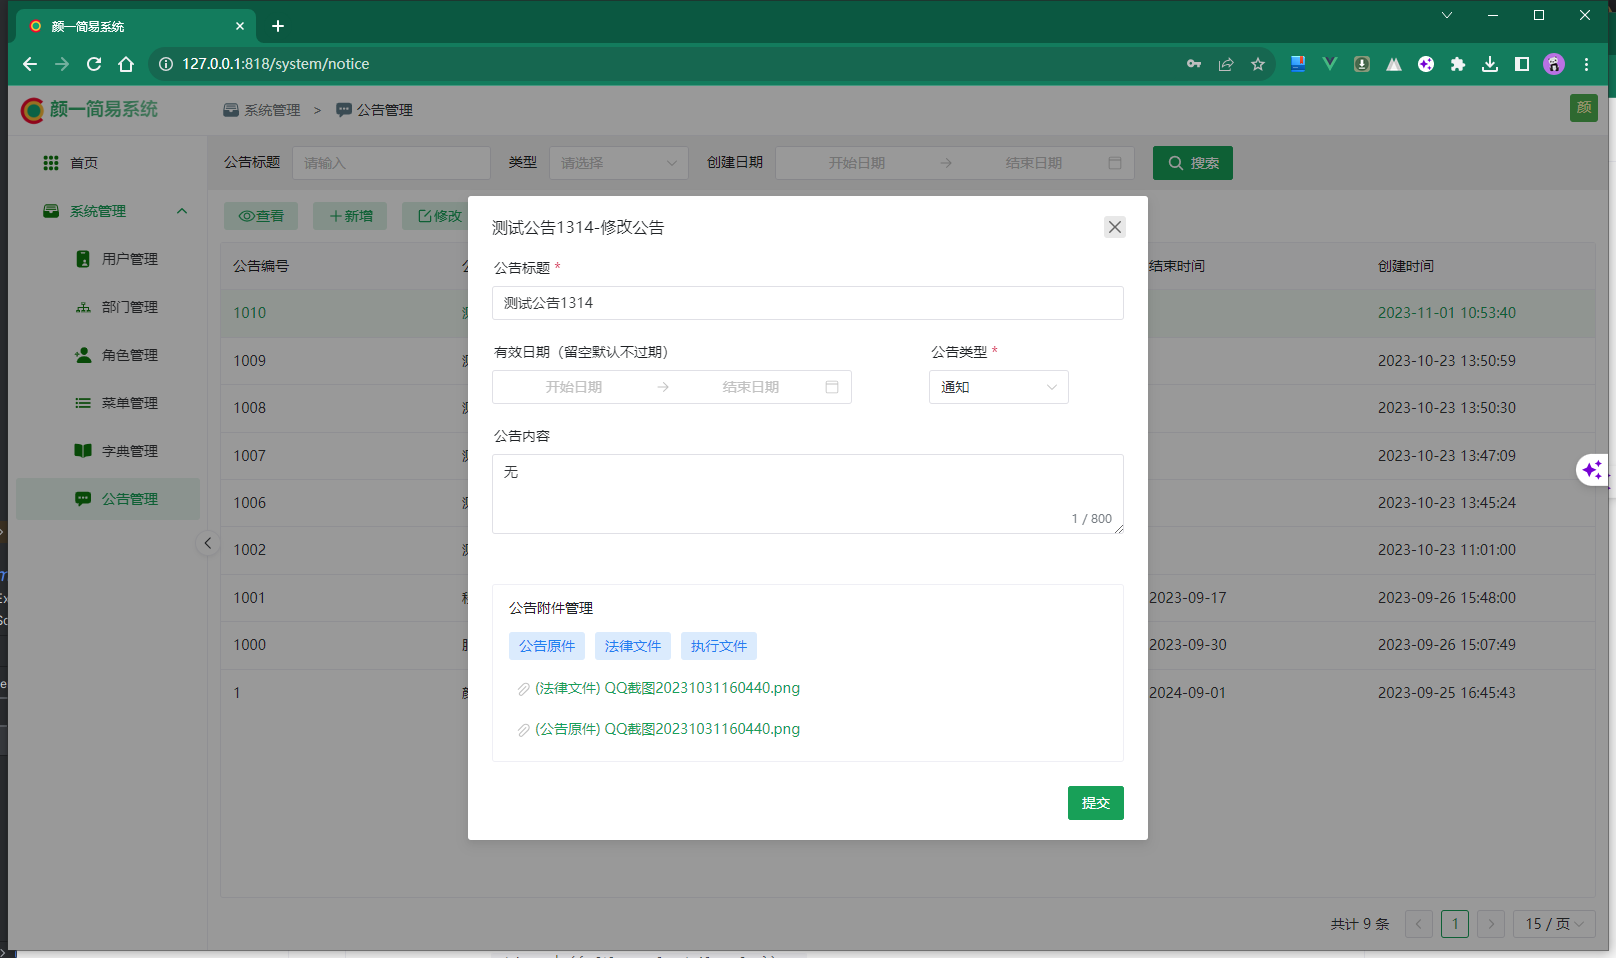 颜一简易系统
127.0.0.1:818/system/notice
颜一简易系统
系统管理 > 公告管理
颜
首页
系统管理
用户管理
部门管理
角色管理
菜单管理
字典管理
公告管理
公告标题 请输入 类型 请选择 创建日期 开始日期 → 结束日期 搜索
查看 新增 修改
公告编号 结束时间 创建时间
1010 2023-11-01 10:53:40
1009 2023-10-23 13:50:59
1008 2023-10-23 13:50:30
1007 2023-10-23 13:47:09
1006 2023-10-23 13:45:24
1002 2023-10-23 11:01:00
1001 2023-09-17 2023-09-26 15:48:00
1000 2023-09-30 2023-09-26 15:07:49
1 2024-09-01 2023-09-25 16:45:43
测试公告1314-修改公告
公告标题 *
测试公告1314
有效日期（留空默认不过期） 公告类型 *
开始日期 → 结束日期 通知
公告内容
无
1 / 800
公告附件管理
公告原件 法律文件 执行文件
(法律文件) QQ截图20231031160440.png
(公告原件) QQ截图20231031160440.png
提交
共计 9 条 1 15 / 页